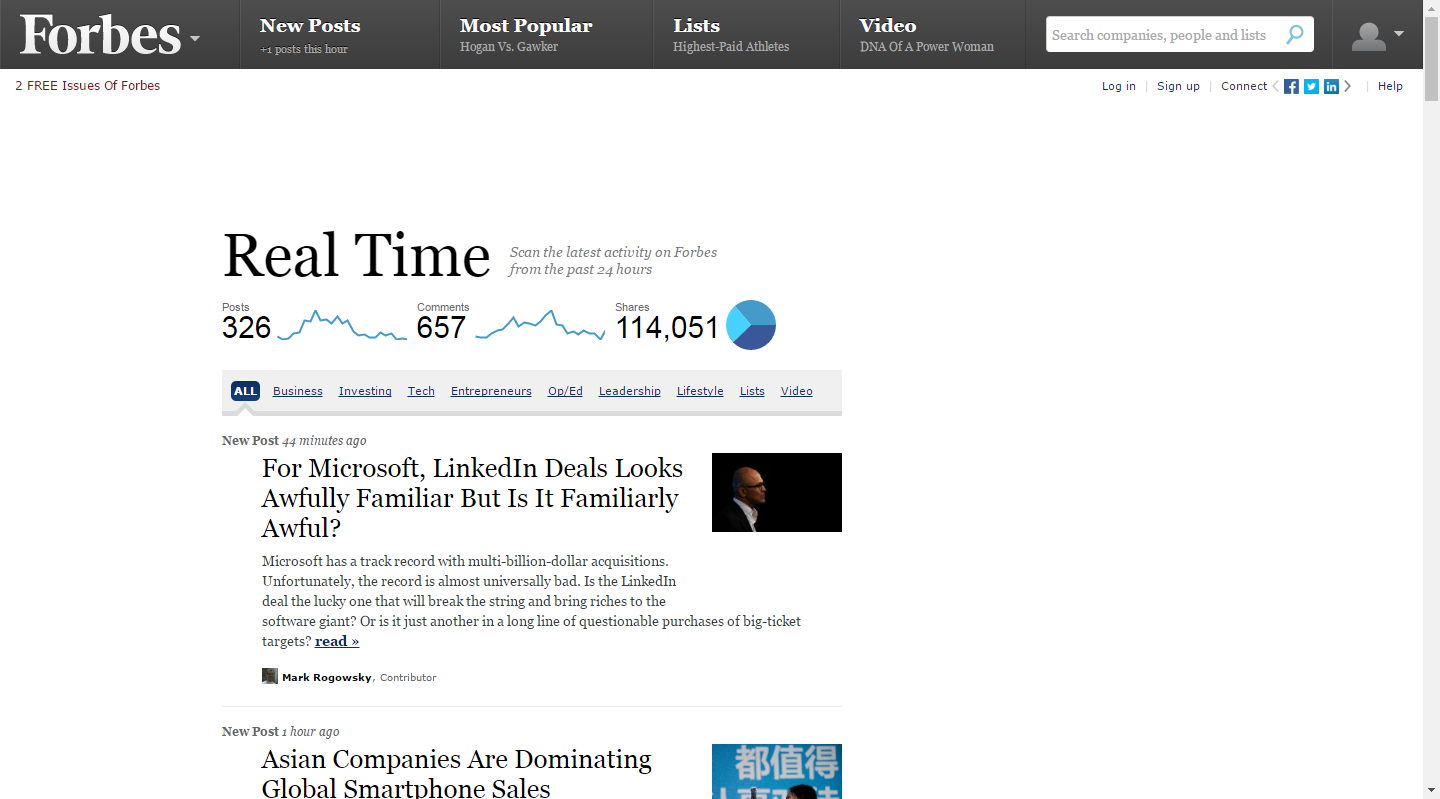 Forbes
New Posts
+1 posts this hour
Most Popular
Hogan Vs. Gawker
Lists
Highest-Paid Athletes
Video
DNA Of A Power Woman
Search companies, people and lists
2 FREE Issues Of Forbes
Log in
Sign up
Connect
Help
Real Time
Scan the latest activity on Forbes
from the past 24 hours
Posts
326
Comments
657
Shares
114,051
ALL Business Investing Tech Entrepreneurs Op/Ed Leadership Lifestyle Lists Video
New Post 44 minutes ago
For Microsoft, LinkedIn Deals Looks
Awfully Familiar But Is It Familiarly
Awful?
Microsoft has a track record with multi-billion-dollar acquisitions.
Unfortunately, the record is almost universally bad. Is the LinkedIn
deal the lucky one that will break the string and bring riches to the
software giant? Or is it just another in a long line of questionable purchases of big-ticket
targets? read »
Mark Rogowsky, Contributor
New Post 1 hour ago
Asian Companies Are Dominating
Global Smartphone Sales
都值得